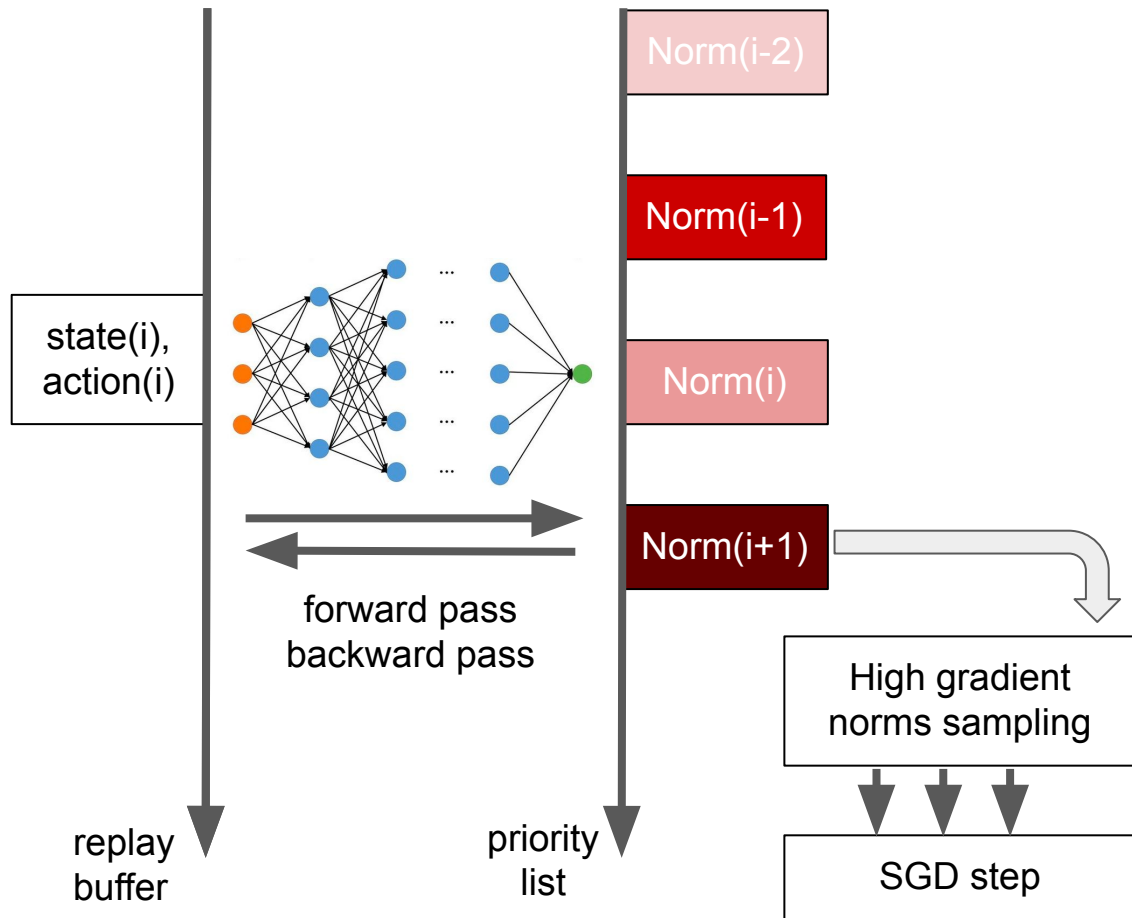 Norm(i-2)
Norm(i-1)
state(i),
action(i)
...
...
...
...
...
Norm(i)
Norm(i+1)
forward pass
backward pass
High gradient
norms sampling
replay
buffer
priority
list
SGD step